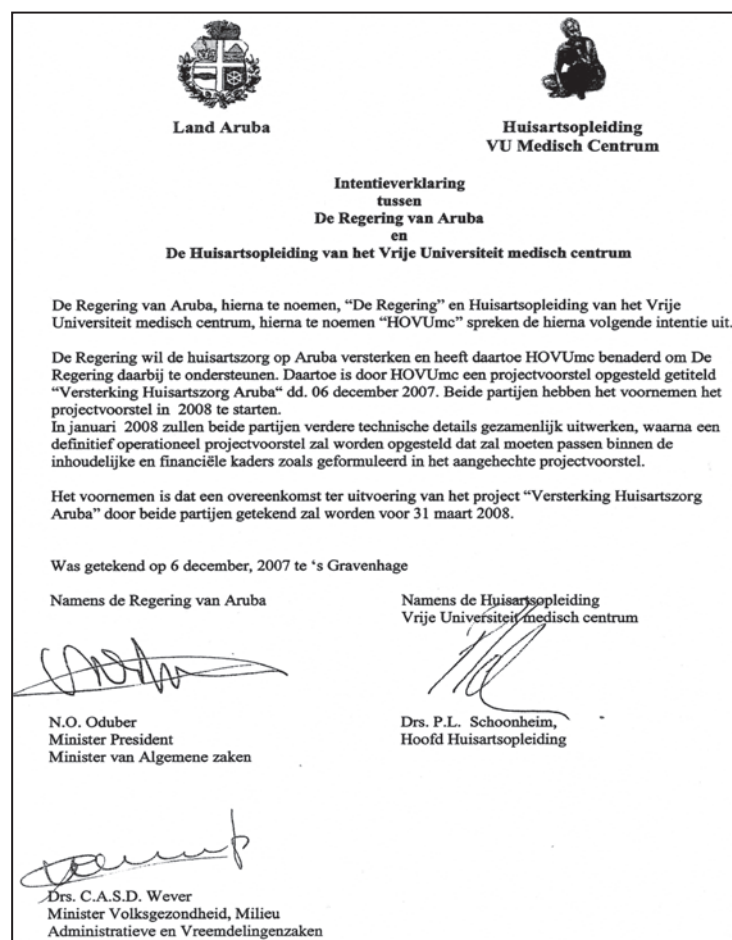 Land Aruba
Huisartsopleiding
VU Medisch Centrum
Intentieverklaring
tussen
De Regering van Aruba
en
De Huisartsopleiding van het Vrije Universiteit medisch centrum
De Regering van Aruba, hierna te noemen, “De Regering” en Huisartsopleiding van het Vrije
Universiteit medisch centrum, hierna te noemen “HOVUmc” spreken de hierna volgende intentie uit.
De Regering wil de huisartszorg op Aruba versterken en heeft daartoe HOVUmc benaderd om De
Regering daarbij te ondersteunen. Daartoe is door HOVUmc een projectvoorstel opgesteld getiteld
“Versterking Huisartszorg Aruba” dd. 06 december 2007. Beide partijen hebben het voornemen het
projectvoorstel in 2008 te starten.
In januari 2008 zullen beide partijen verdere technische details gezamenlijk uitwerken, waarna een
definitief operationeel projectvoorstel zal worden opgesteld dat zal moeten passen binnen de
inhoudelijke en financiële kaders zoals geformuleerd in het aangehechte projectvoorstel.
Het voornemen is dat een overeenkomst ter uitvoering van het project “Versterking Huisartszorg
Aruba” door beide partijen getekend zal worden voor 31 maart 2008.
Was getekend op 6 december, 2007 te ‘s Gravenhage
Namens de Regering van Aruba
Namens de Huisartsopleiding
Vrije Universiteit medisch centrum
N.O. Oduber
Minister President
Minister van Algemene zaken
Drs. P.L. Schoonheim,
Hoofd Huisartsopleiding
Drs. C.A.S.D. Wever
Minister Volksgezondheid, Milieu
Administratieve en Vreemdelingenzaken